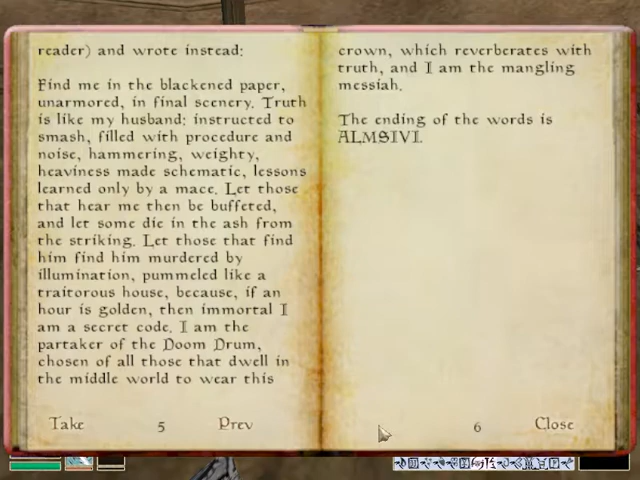 reader) and wrote instead:
Find me in the blackened paper,
unarmored, in final scenery. Truth
is like my husband: instructed to
smash, filled with procedure and
noise, hammering, weighty,
heaviness made schematic, lessons
learned only by a mace. Let those
that hear me then be buffeted,
and let some die in the ash from
the striking. Let those that find
him find him murdered by
illumination, pummeled like a
traitorous house, because, if an
hour is golden, then immortal I
am a secret code. I am the
partaker of the Doom Drum,
chosen of all those that dwell in
the middle world to wear this
crown, which reverberates with
truth, and I am the mangling
messiah.
The ending of the words is
ALMSIVI.
Take
5
Prev
6
Close